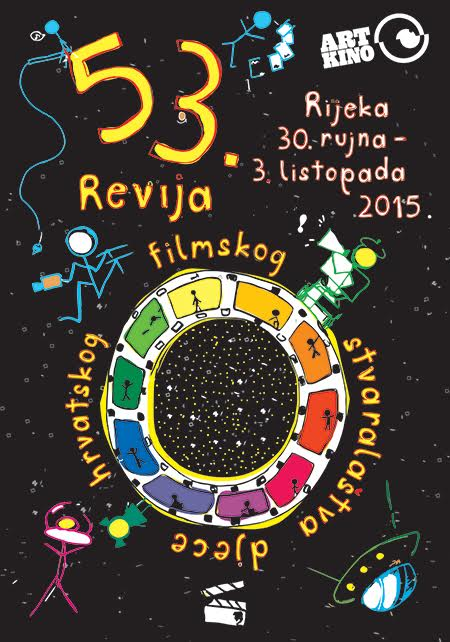 53.
ART
KINO
Rijeka
30. rujna –
3. listopada
2015.
Revija
filmskog
stvaralaštva
djece
hrvatskog